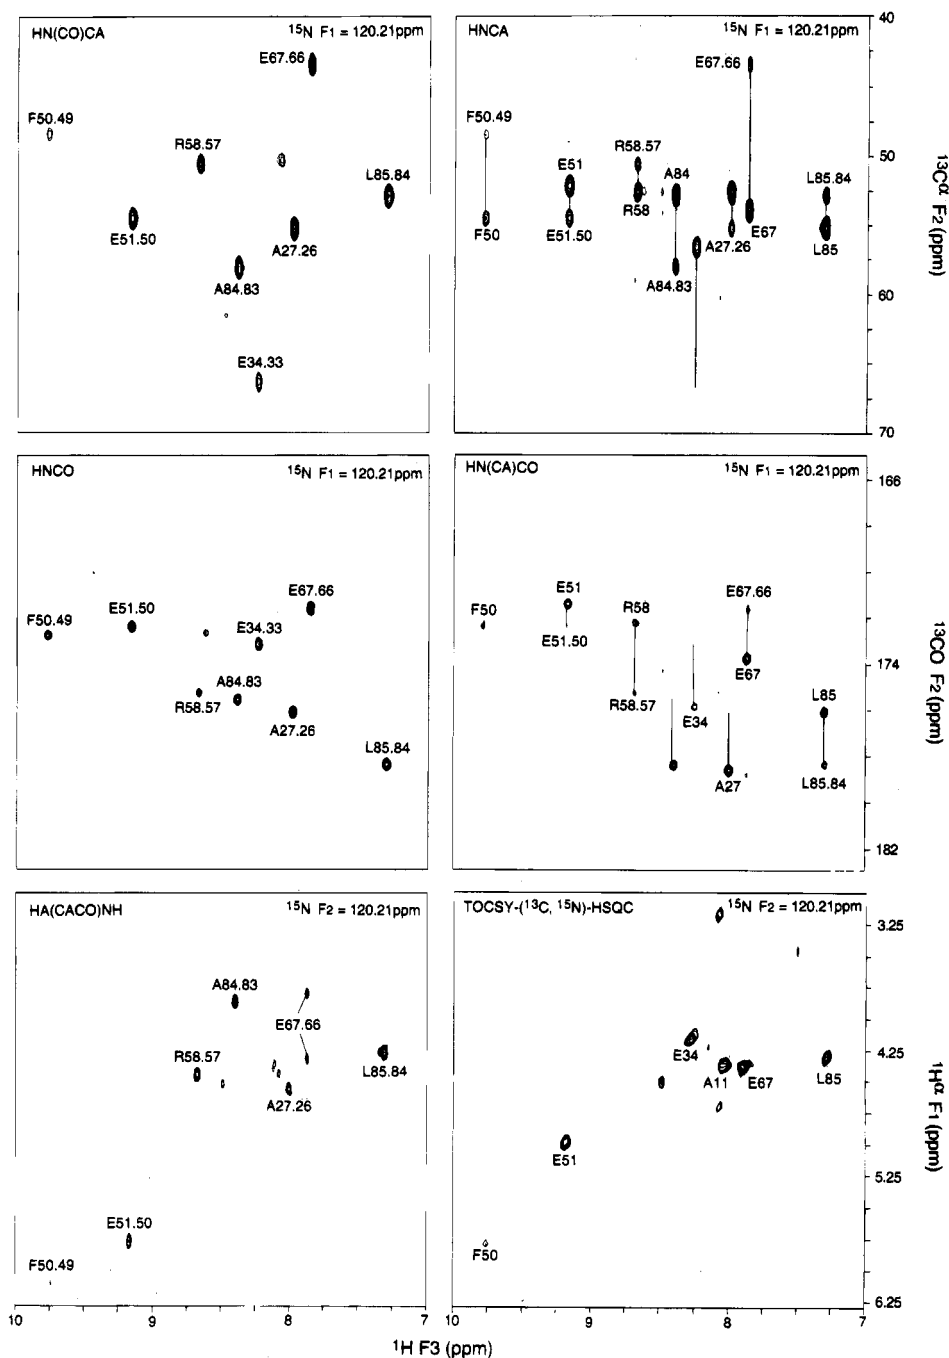 HN(CO)CA
15N F1 = 120.21ppm
E67.66
F50.49
R58.57
L85.84
E51.50
A27.26
A84.83
E34.33
HNCA
15N F1 = 120.21ppm
E67.66
F50.49
E51
R58.57
A84
L85.84
R58
F50
E51.50
A27.26
E67
L85
A84.83
40
50
60
70
13Cα F2 (ppm)
HNCO
15N F1 = 120.21ppm
E67.66
E51.50
F50.49
E34.33
A84.83
R58.57
A27.26
L85.84
HN(CA)CO
15N F1 = 120.21ppm
E51
E67.66
F50
R58
E51.50
E67
R58.57
E34
L85
A27
L85.84
166
174
182
13CO F2 (ppm)
HA(CACO)NH
15N F2 = 120.21ppm
A84.83
E67.66
R58.57
L85.84
A27.26
E51.50
F50.49
10
9
8
7
TOCSY-(13C, 15N)-HSQC
15N F2 = 120.21ppm
E34
A11
E67
L85
E51
F50
3.25
4.25
5.25
6.25
1Hα F1 (ppm)
10
9
8
7
1H F3 (ppm)